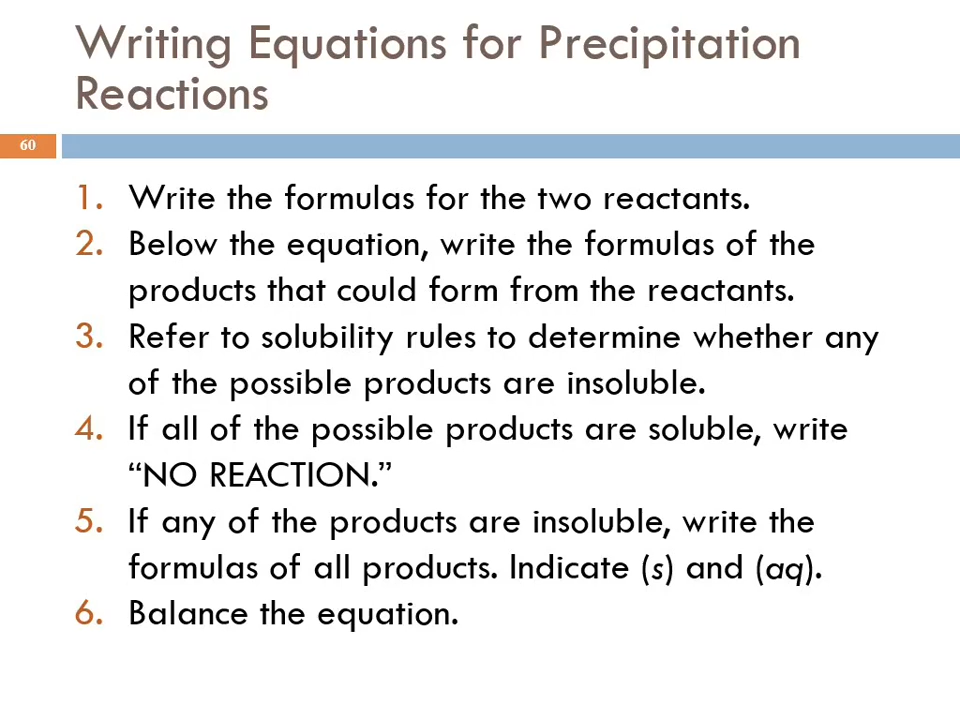 Writing Equations for Precipitation
Reactions
60
1. Write the formulas for the two reactants.
2. Below the equation, write the formulas of the
products that could form from the reactants.
3. Refer to solubility rules to determine whether any
of the possible products are insoluble.
4. If all of the possible products are soluble, write
“NO REACTION.”
5. If any of the products are insoluble, write the
formulas of all products. Indicate (s) and (aq).
6. Balance the equation.